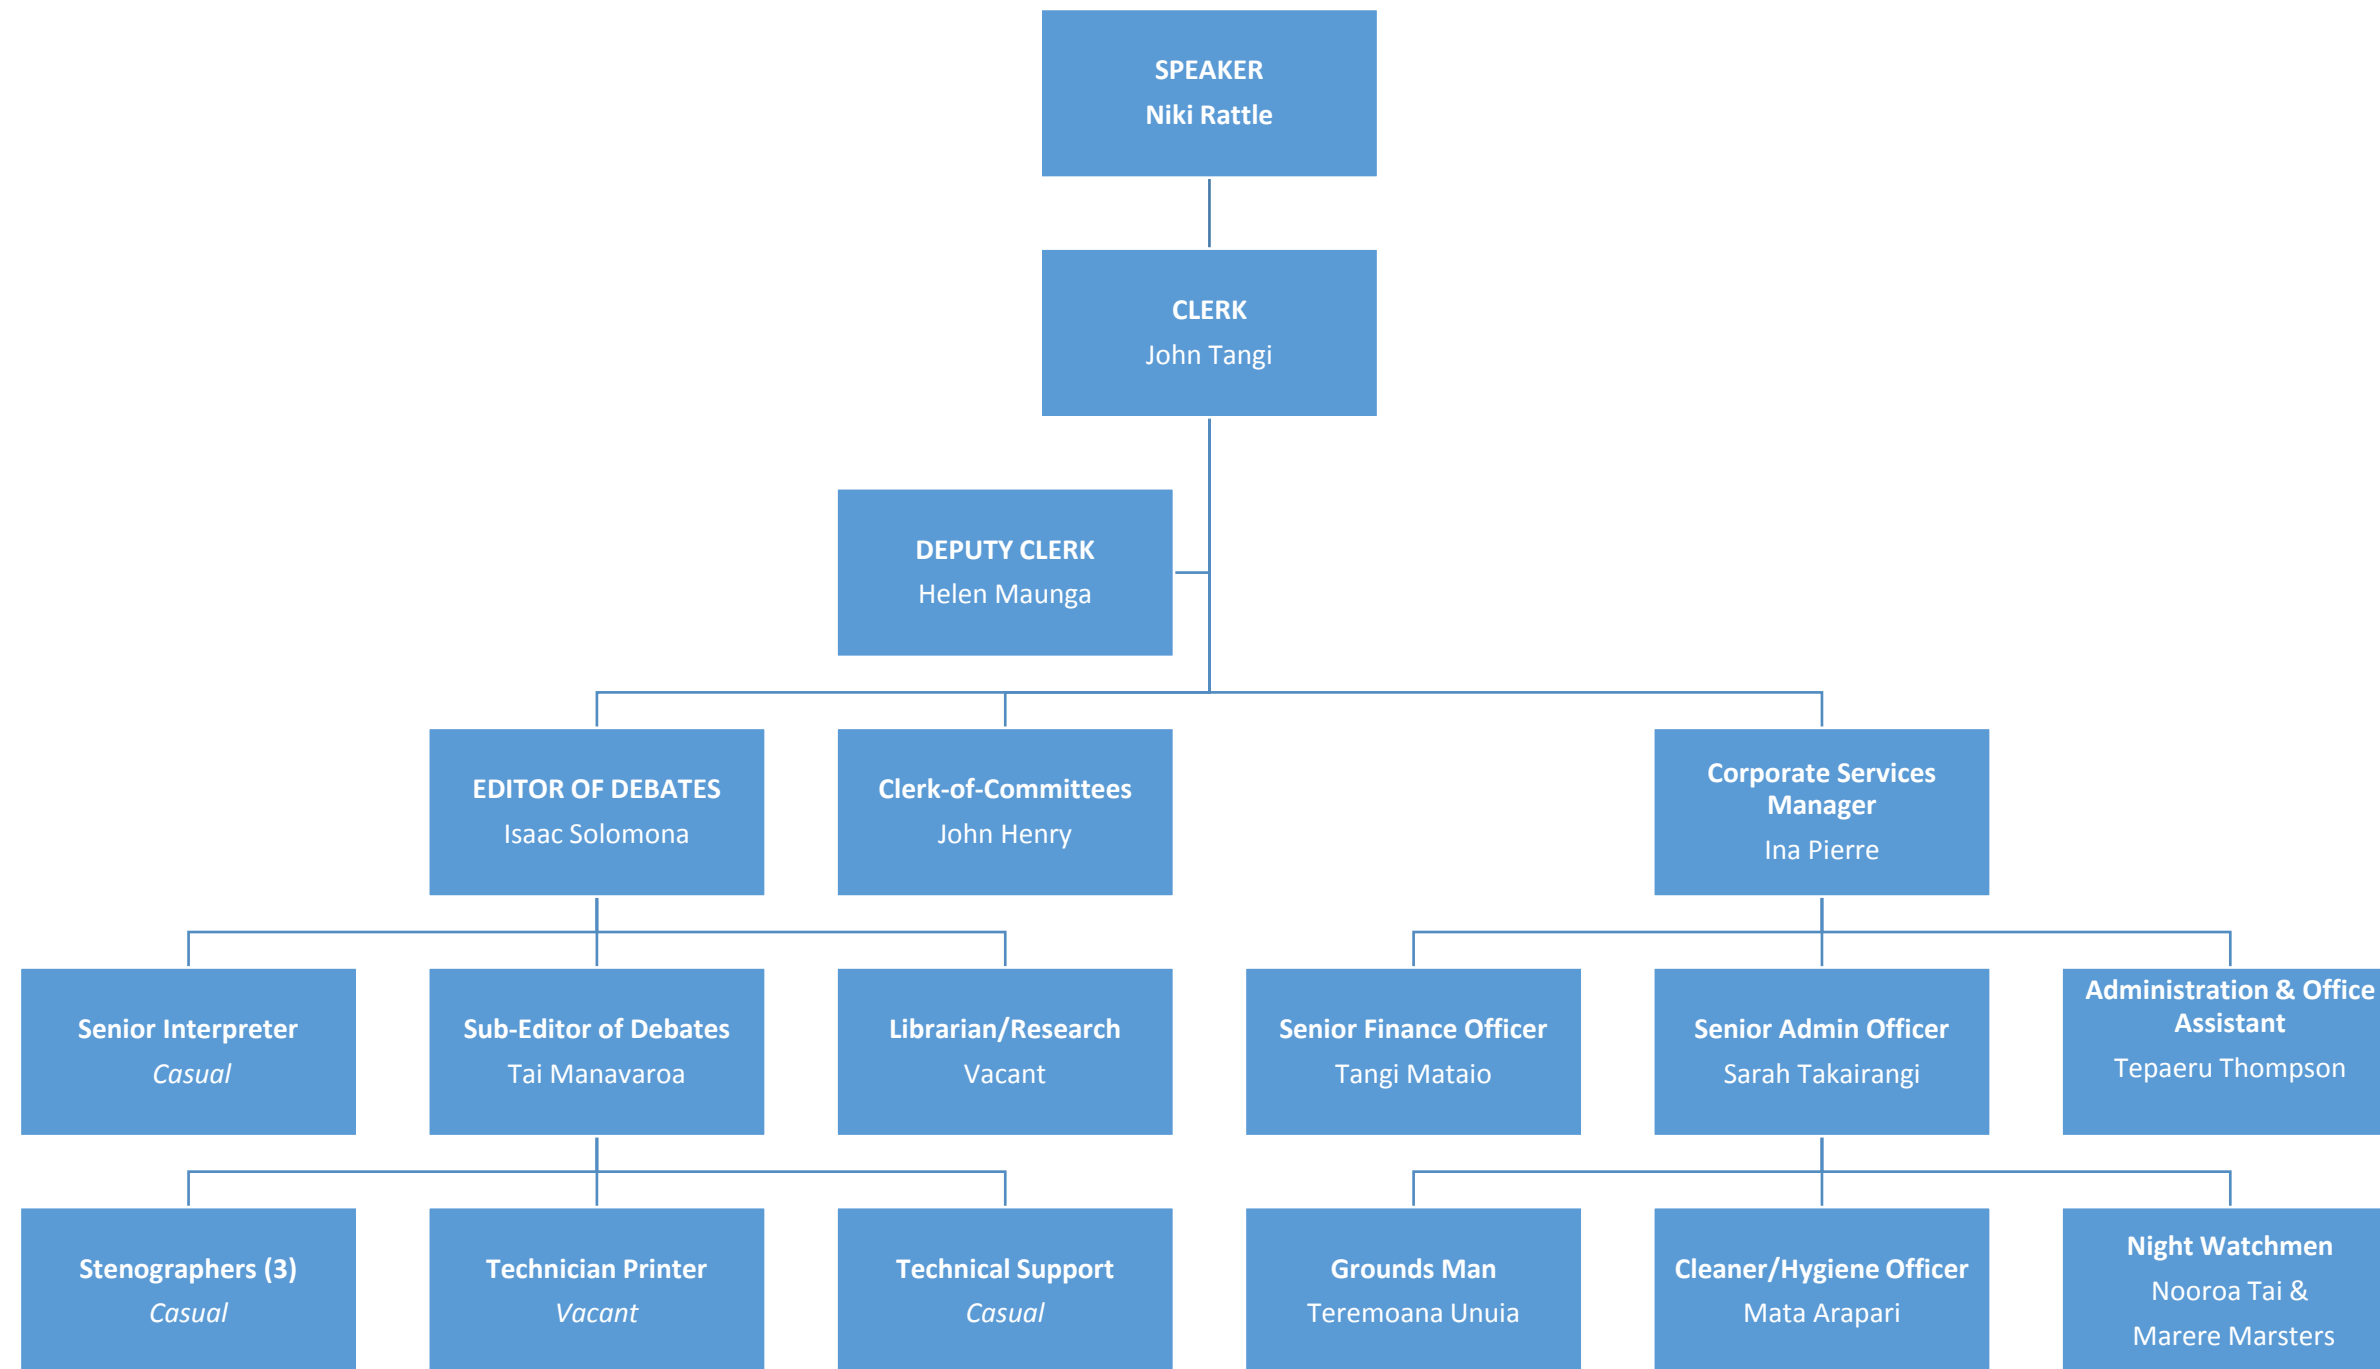 SPEAKER
Niki Rattle
CLERK
John Tangi
DEPUTY CLERK
Helen Maunga
EDITOR OF DEBATES
Isaac Solomona
Clerk-of-Committees
John Henry
Corporate Services
Manager
Ina Pierre
Senior Interpreter
Casual
Sub-Editor of Debates
Tai Manavaroa
Librarian/Research
Vacant
Senior Finance Officer
Tangi Mataio
Senior Admin Officer
Sarah Takairangi
Administration & Office
Assistant
Tepaeru Thompson
Stenographers (3)
Casual
Technician Printer
Vacant
Technical Support
Casual
Grounds Man
Teremoana Unuia
Cleaner/Hygiene Officer
Mata Arapari
Night Watchmen
Nooroa Tai &
Marere Marsters